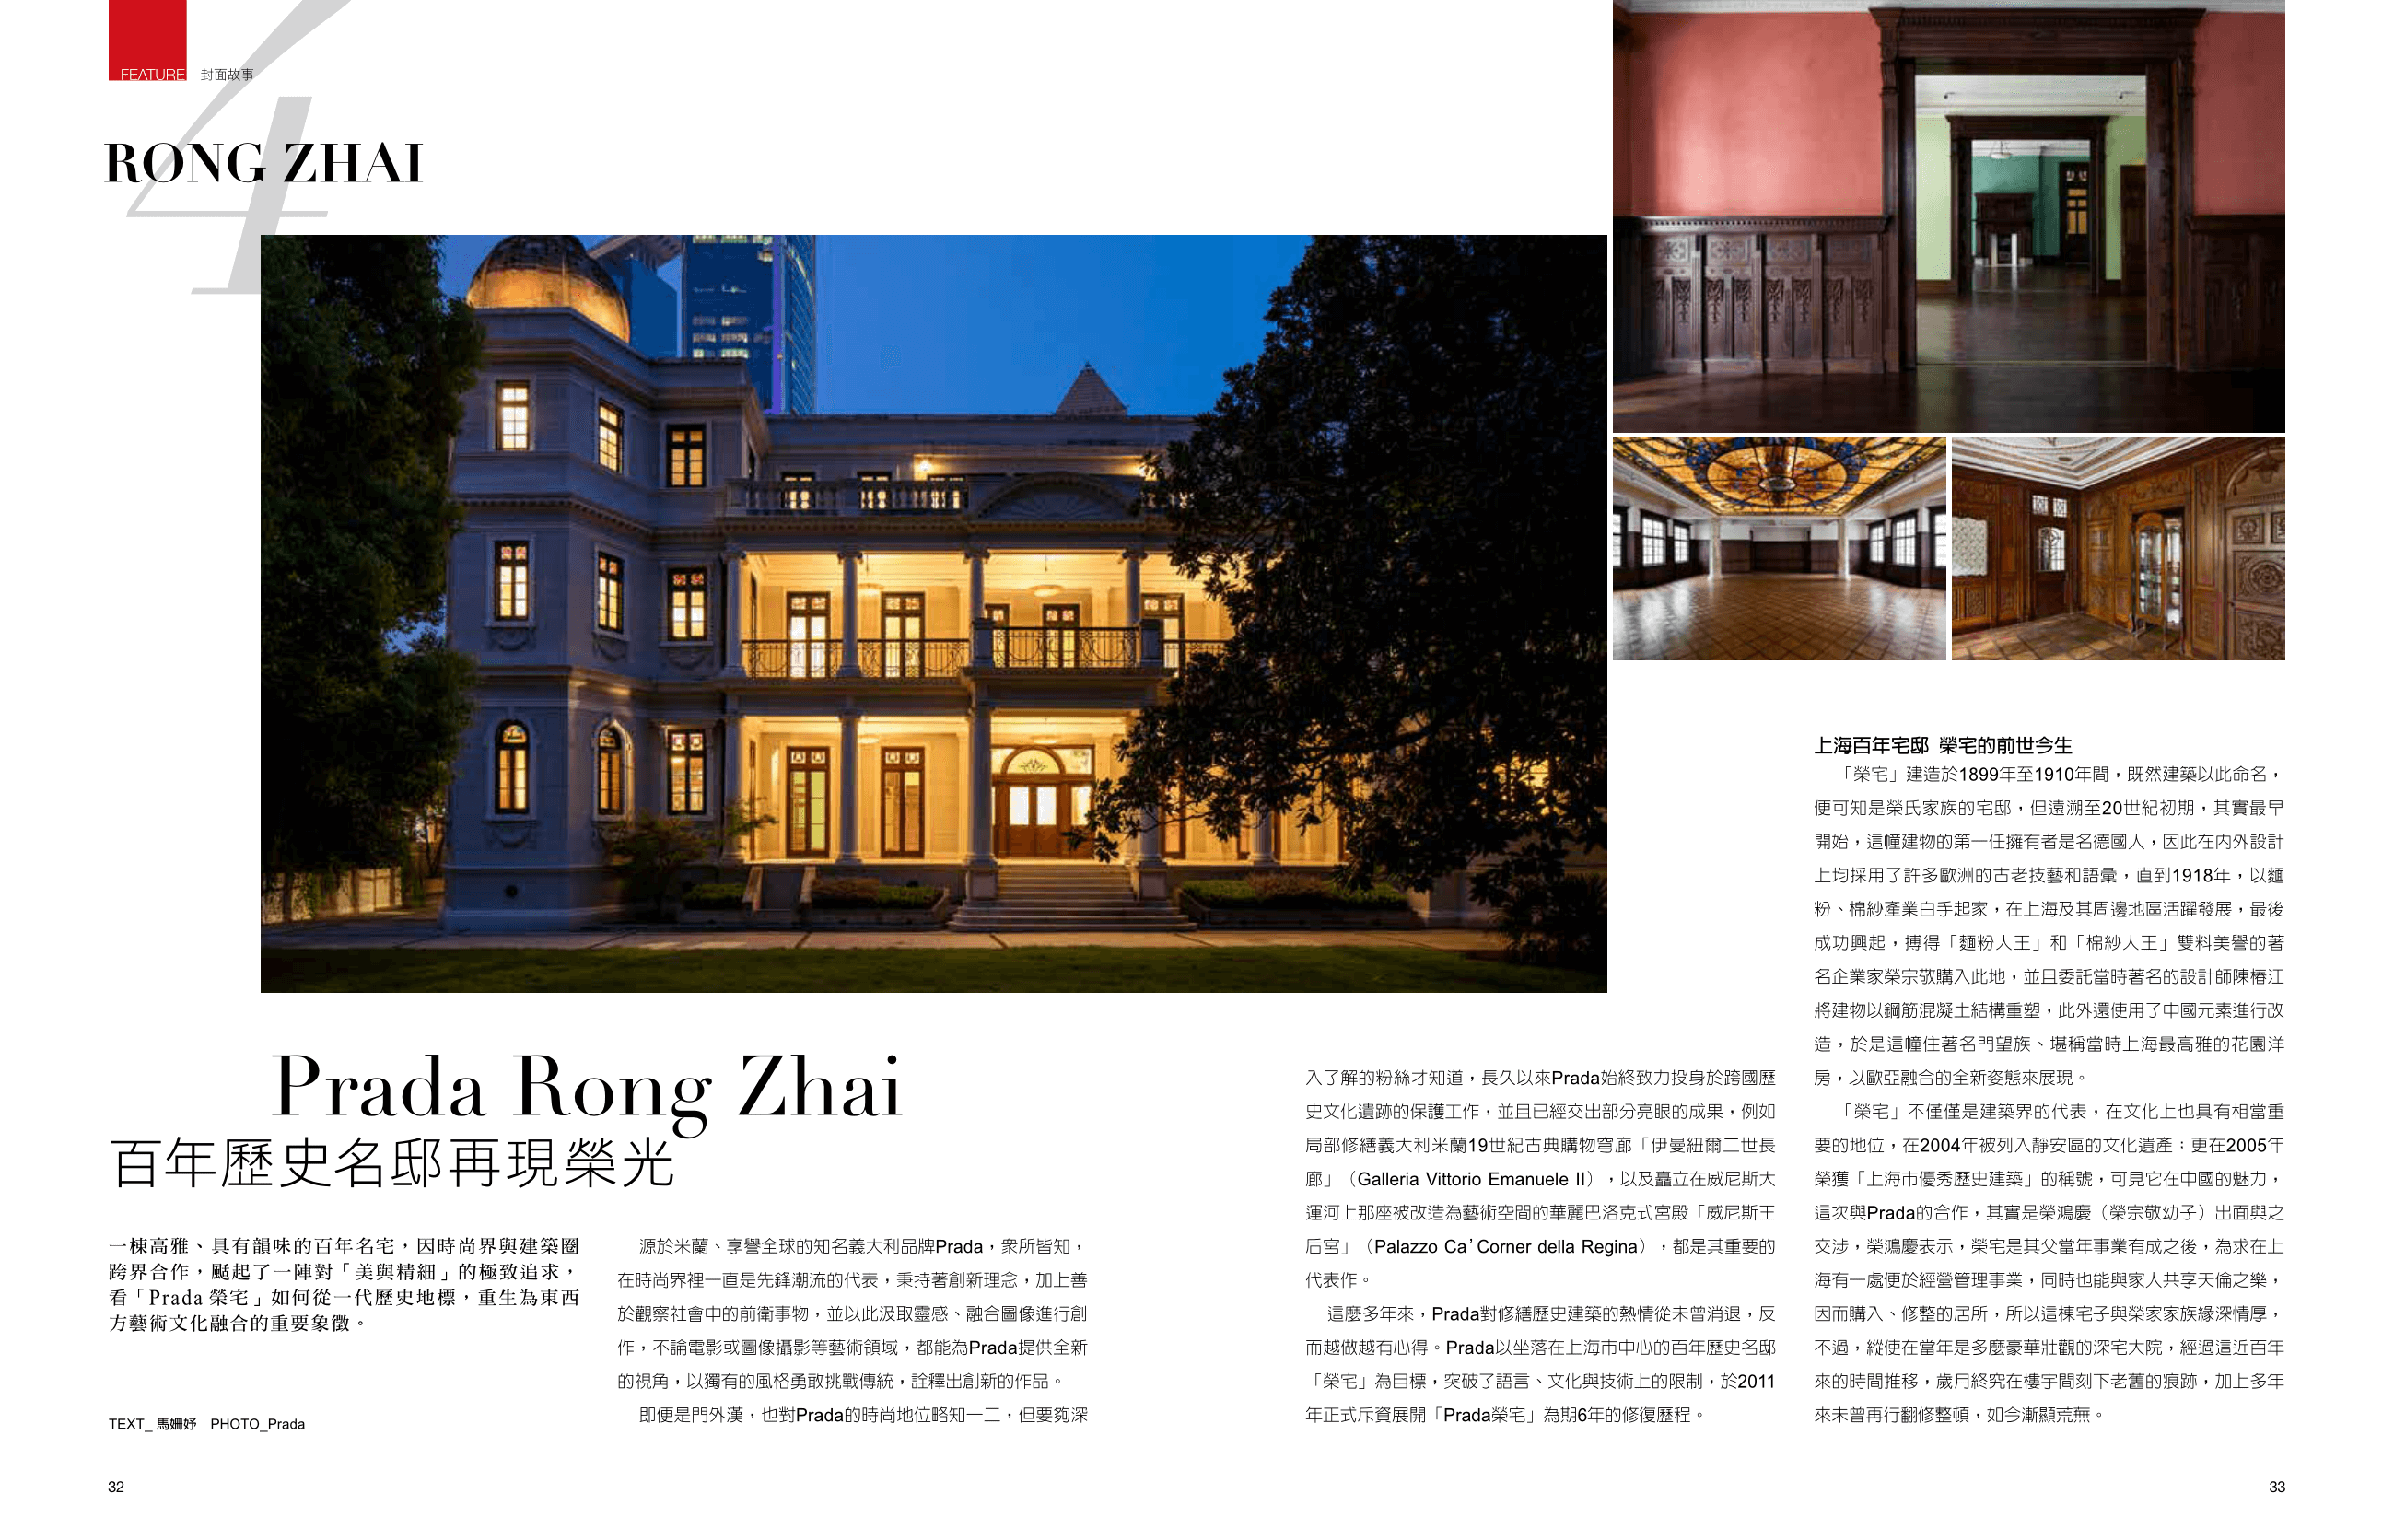 FEATURE 封面故事
4
RONG ZHAI
Prada Rong Zhai
百年歷史名邸再現榮光
一棟高雅、具有韻味的百年名宅，因時尚界與建築圈
跨界合作，颳起了一陣對「美與精細」的極致追求，
看「Prada 榮宅」如何從一代歷史地標，重生為東西
方藝術文化融合的重要象徵。
TEXT_ 馬姍妤 PHOTO_Prada
源於米蘭、享譽全球的知名義大利品牌Prada，衆所皆知，
在時尚界裡一直是先鋒潮流的代表，秉持著創新理念，加上善
於觀察社會中的前衛事物，並以此汲取靈感、融合圖像進行創
作，不論電影或圖像攝影等藝術領域，都能為Prada提供全新
的視角，以獨有的風格勇敢挑戰傳統，詮釋出創新的作品。
即便是門外漢，也對Prada的時尚地位略知一二，但要夠深
入了解的粉絲才知道，長久以來Prada始終致力投身於跨國歷
史文化遺跡的保護工作，並且已經交出部分亮眼的成果，例如
局部修繕義大利米蘭19世紀古典購物穹廊「伊曼紐爾二世長
廊」（Galleria Vittorio Emanuele II），以及矗立在威尼斯大
運河上那座被改造為藝術空間的華麗巴洛克式宮殿「威尼斯王
后宮」（Palazzo Ca’Corner della Regina），都是其重要的
代表作。
這麼多年來，Prada對修繕歷史建築的熱情從未曾消退，反
而越做越有心得。Prada以坐落在上海市中心的百年歷史名邸
「榮宅」為目標，突破了語言、文化與技術上的限制，於2011
年正式斥資展開「Prada榮宅」為期6年的修復歷程。
上海百年宅邸 榮宅的前世今生
「榮宅」建造於1899年至1910年間，既然建築以此命名，
便可知是榮氏家族的宅邸，但遠溯至20世紀初期，其實最早
開始，這幢建物的第一任擁有者是名德國人，因此在內外設計
上均採用了許多歐洲的古老技藝和語彙，直到1918年，以麵
粉、棉紗產業白手起家，在上海及其周邊地區活躍發展，最後
成功興起，搏得「麵粉大王」和「棉紗大王」雙料美譽的著
名企業家榮宗敬購入此地，並且委託當時著名的設計師陳椿江
將建物以鋼筋混凝土結構重塑，此外還使用了中國元素進行改
造，於是這幢住著名門望族、堪稱當時上海最高雅的花園洋
房，以歐亞融合的全新姿態來展現。
「榮宅」不僅僅是建築界的代表，在文化上也具有相當重
要的地位，在2004年被列入靜安區的文化遺產；更在2005年
榮獲「上海市優秀歷史建築」的稱號，可見它在中國的魅力，
這次與Prada的合作，其實是榮鴻慶（榮宗敬幼子）出面與之
交涉，榮鴻慶表示，榮宅是其父當年事業有成之後，為求在上
海有一處便於經營管理事業，同時也能與家人共享天倫之樂，
因而購入、修整的居所，所以這棟宅子與榮家家族緣深情厚，
不過，縱使在當年是多麼豪華壯觀的深宅大院，經過這近百年
來的時間推移，歲月終究在樓宇間刻下老舊的痕跡，加上多年
來未曾再行翻修整頓，如今漸顯荒蕪。
32
33